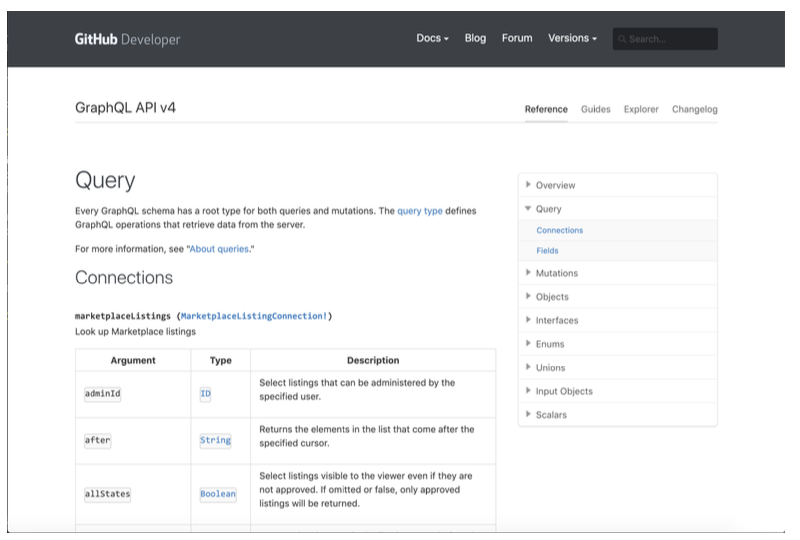 GitHub Developer
Docs Blog Forum Versions Search...
GraphQL API v4
Reference Guides Explorer Changelog
Query
Every GraphQL schema has a root type for both queries and mutations. The query type defines
GraphQL operations that retrieve data from the server.
For more information, see "About queries."
Connections
marketplaceListings (MarketplaceListingConnection!)
Look up Marketplace listings
Argument Type Description
adminId ID Select listings that can be administered by the
specified user.
after String Returns the elements in the list that come after the
specified cursor.
allStates Boolean Select listings visible to the viewer even if they are
not approved. If omitted or false, only approved
listings will be returned.
Overview
Query
Connections
Fields
Mutations
Objects
Interfaces
Enums
Unions
Input Objects
Scalars